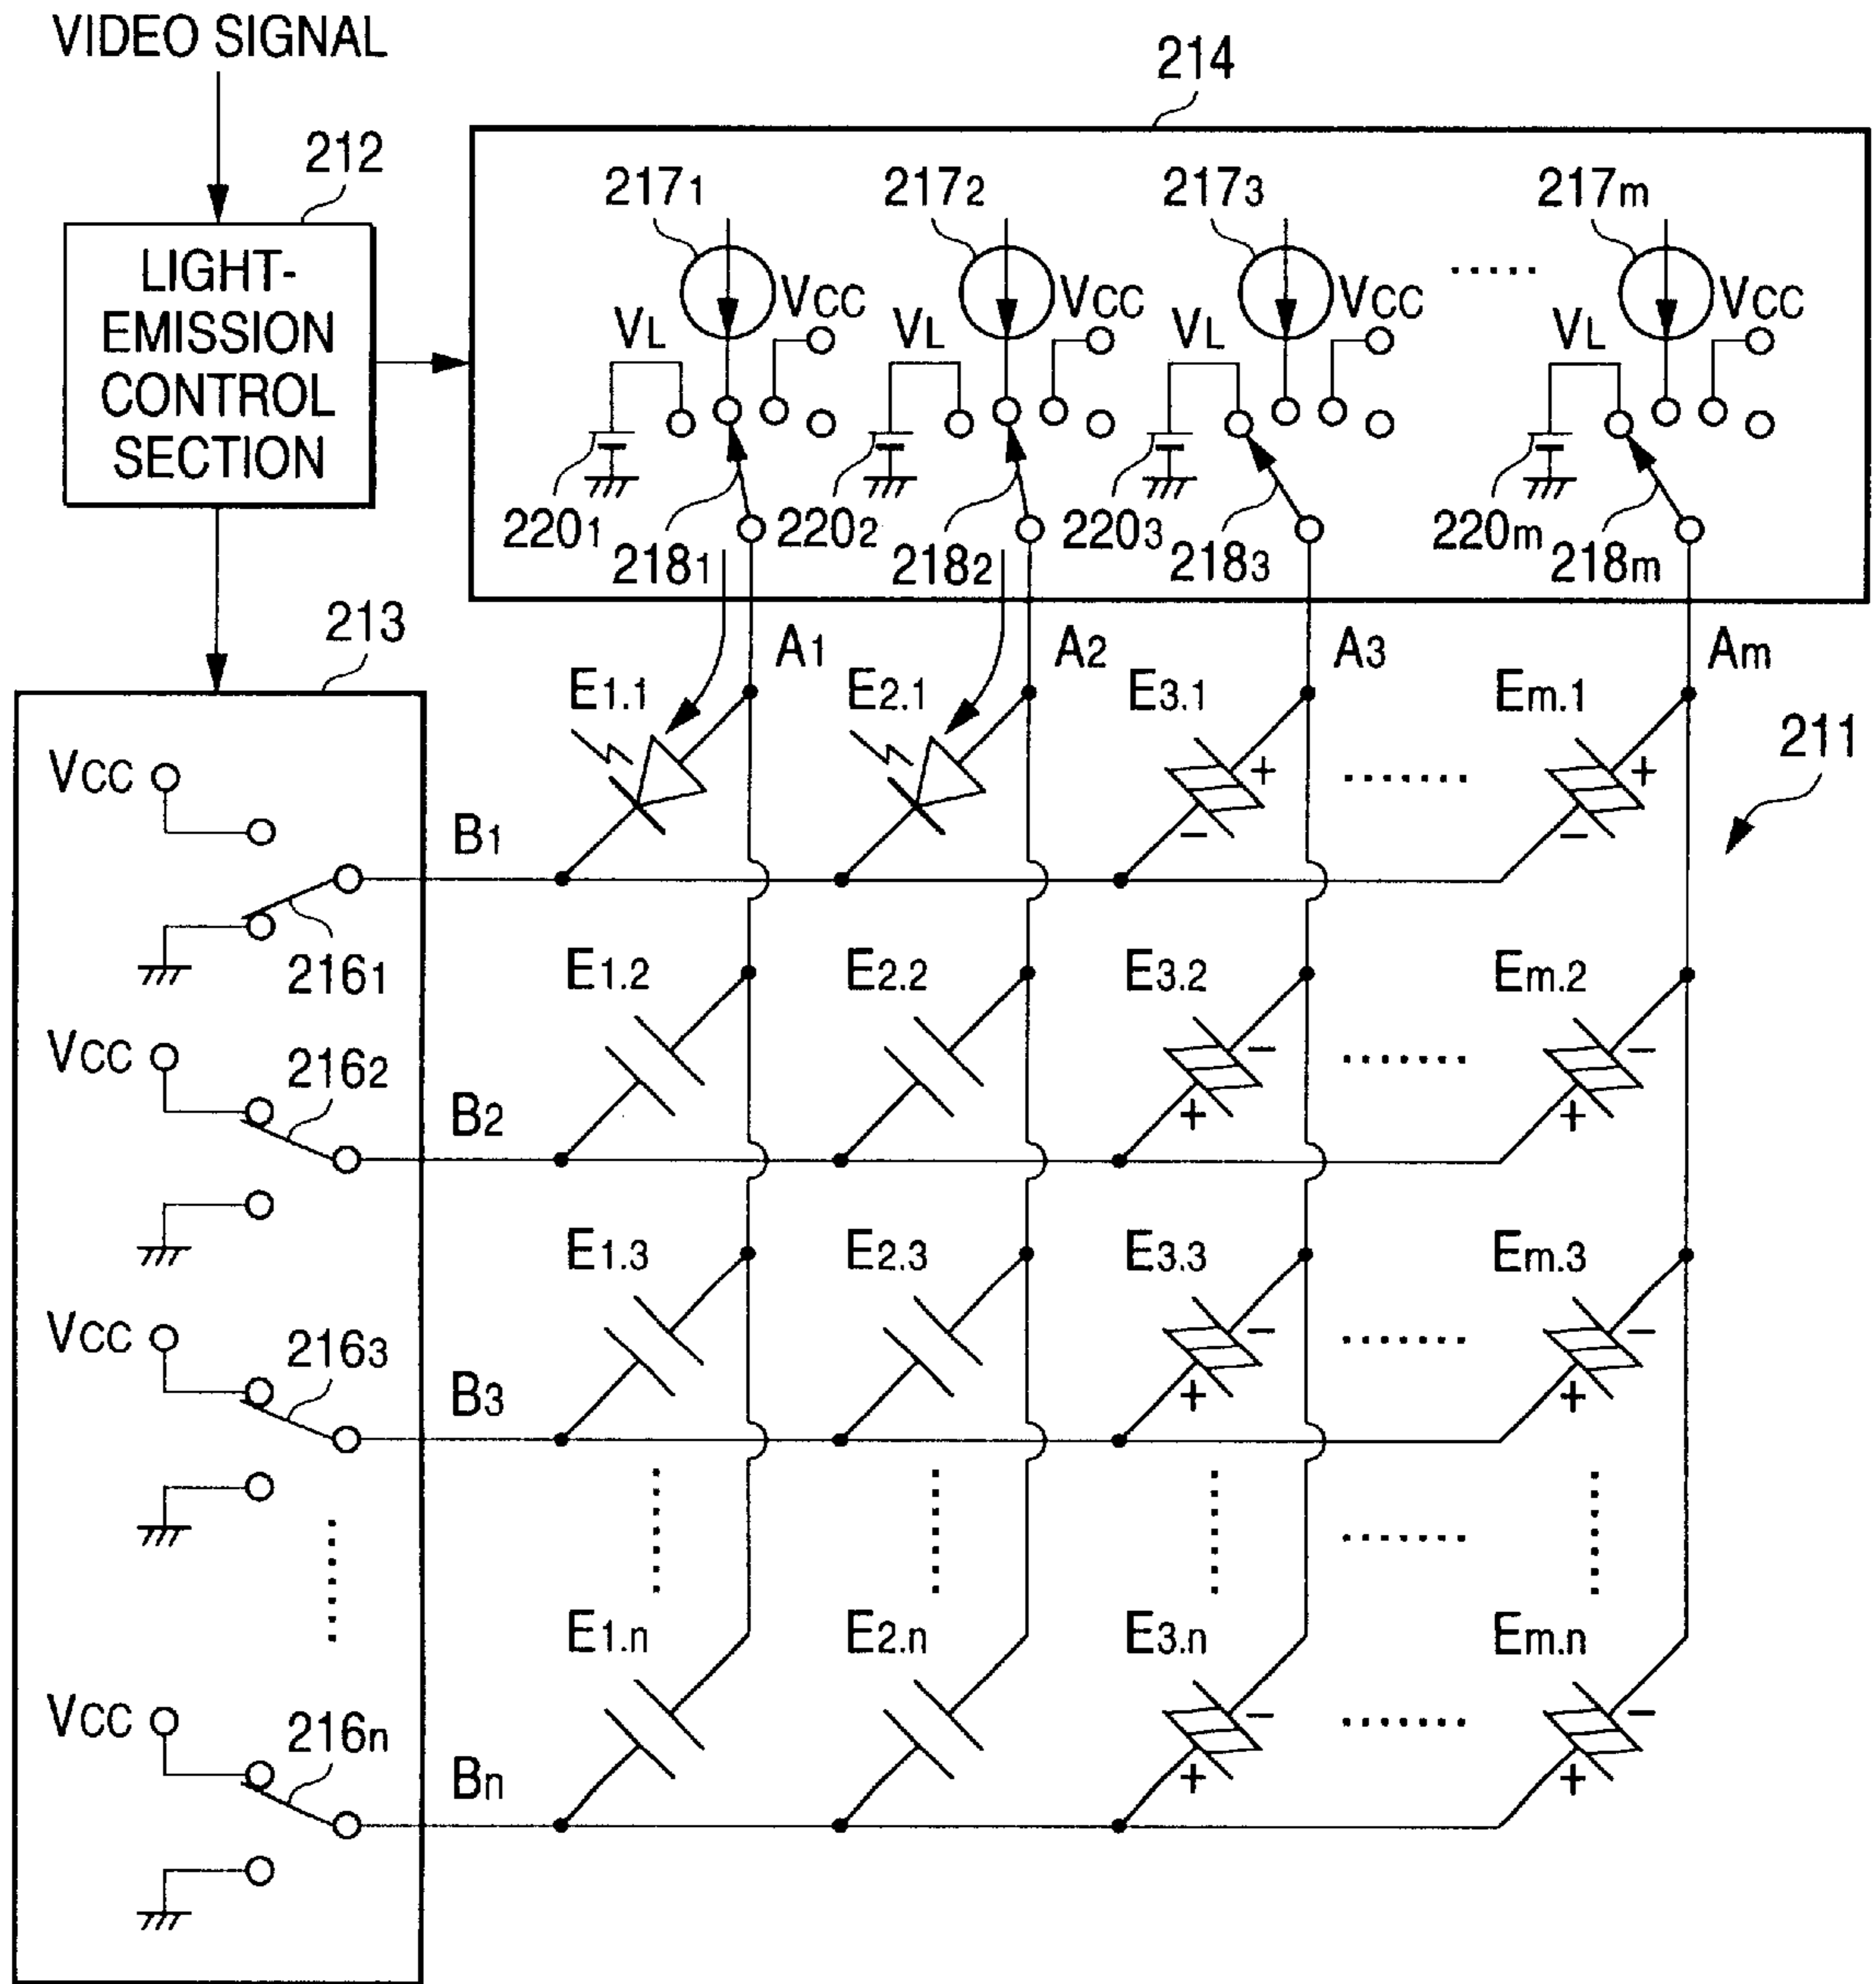 VIDEO SIGNAL
214
212
LIGHT-
EMISSION
CONTROL
SECTION
2171 2172 2173 217m
VCC VCC VCC .....
VL VL VL VL
2201 2181 2202 2182 2203 2183 220m 218m
213
A1 A2 A3 Am
E1.1 E2.1 E3.1 Em.1
211
VCC
+ ....... +
B1 - -
2161
E1.2 E2.2 E3.2 Em.2
VCC
2162
- ....... -
B2 + +
E1.3 E2.3 E3.3 Em.3
VCC
2163
- ....... -
B3 + +
.......
E1.n E2.n E3.n Em.n
VCC
216n
- ....... -
Bn + +